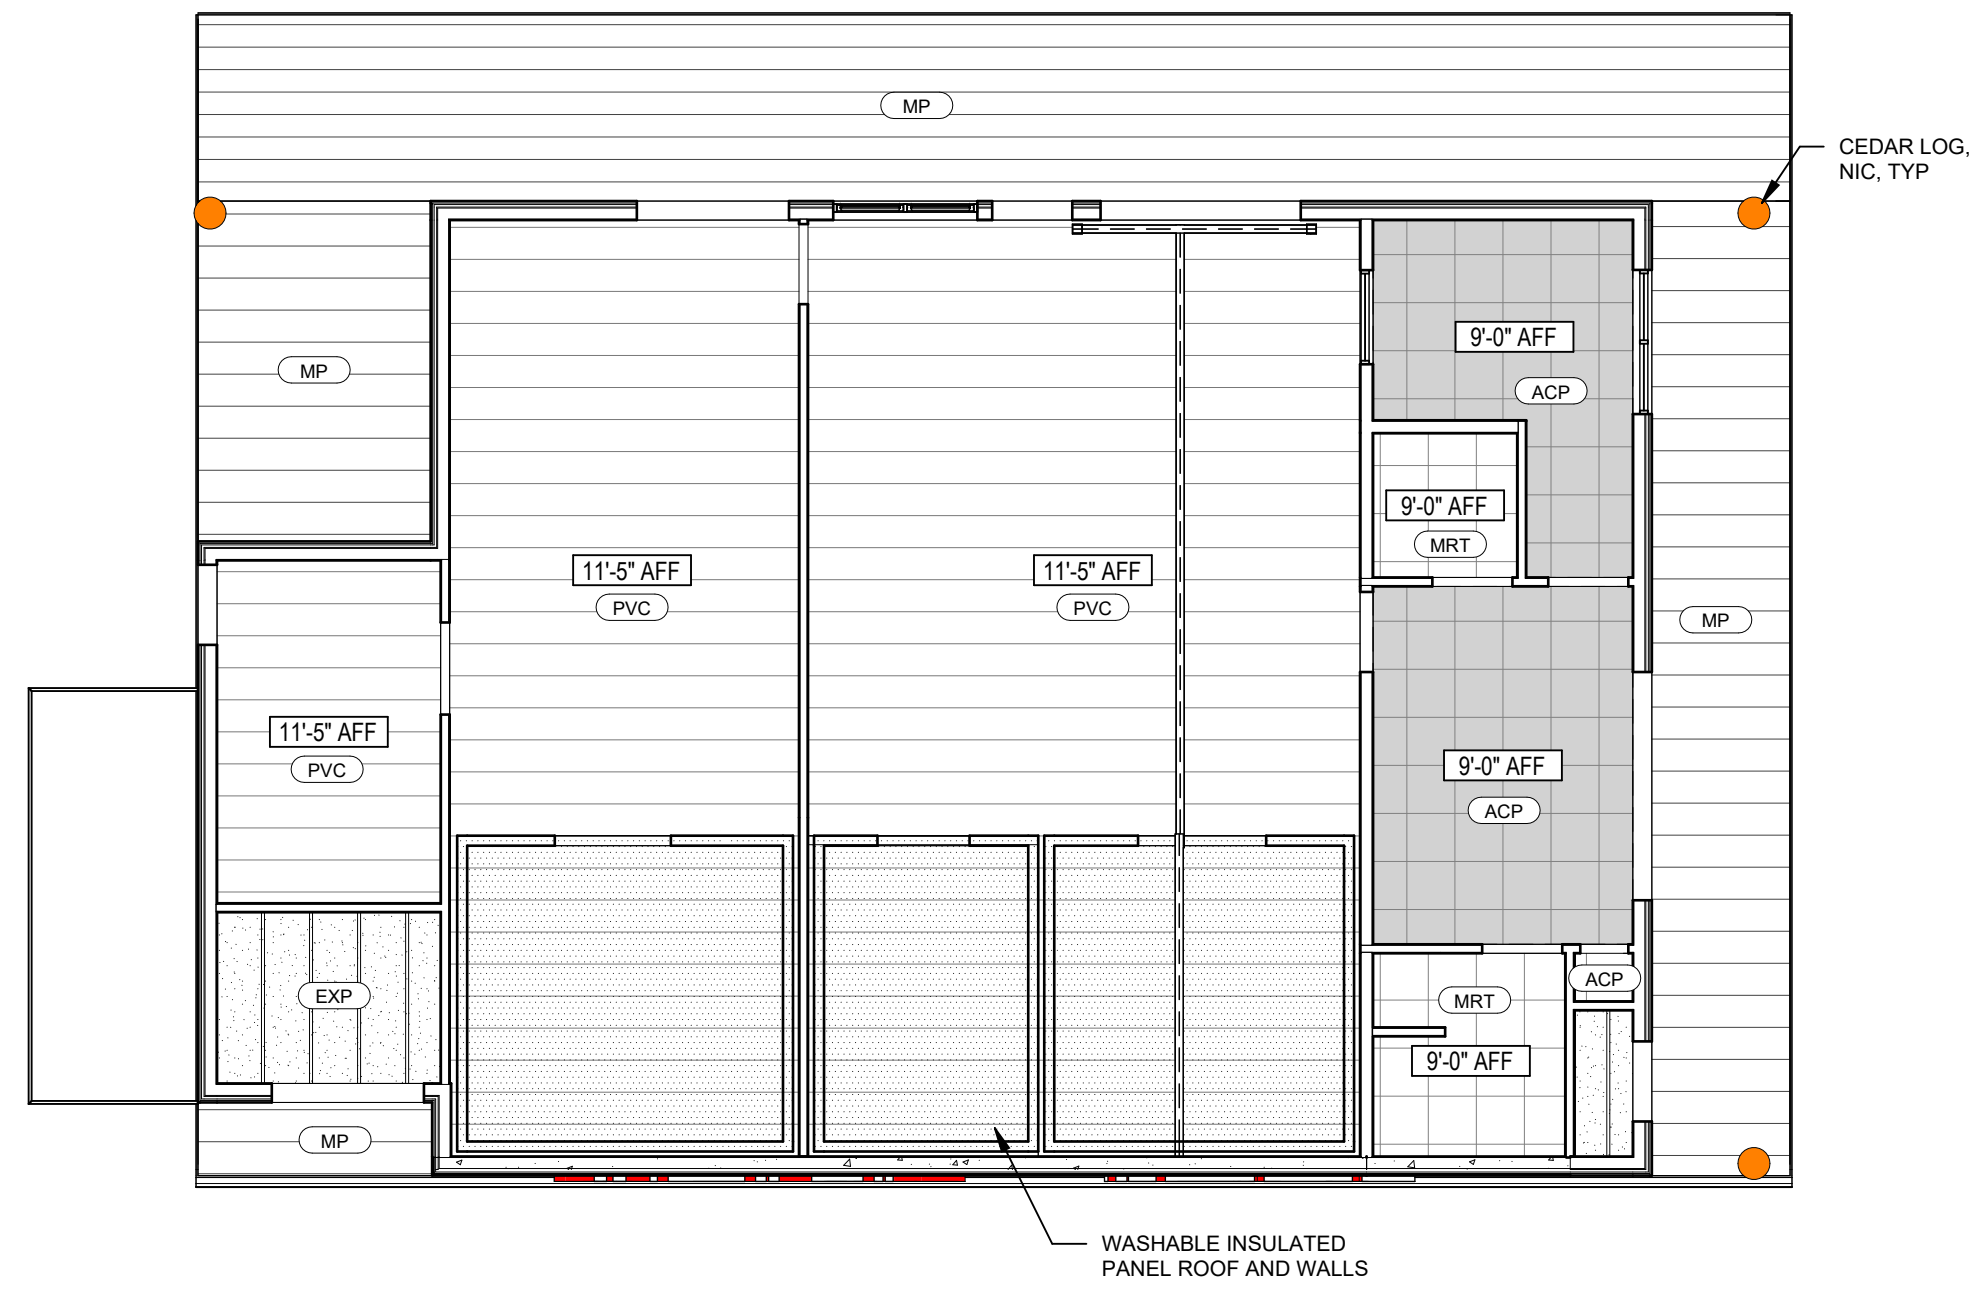 MP
CEDAR LOG,
NIC, TYP
9'-0" AFF
MP
ACP
9'-0" AFF
MRT
11'-5" AFF
11'-5" AFF
PVC
PVC
MP
11'-5" AFF
PVC
9'-0" AFF
ACP
ACP
EXP
MRT
9'-0" AFF
MP
WASHABLE INSULATED
PANEL ROOF AND WALLS